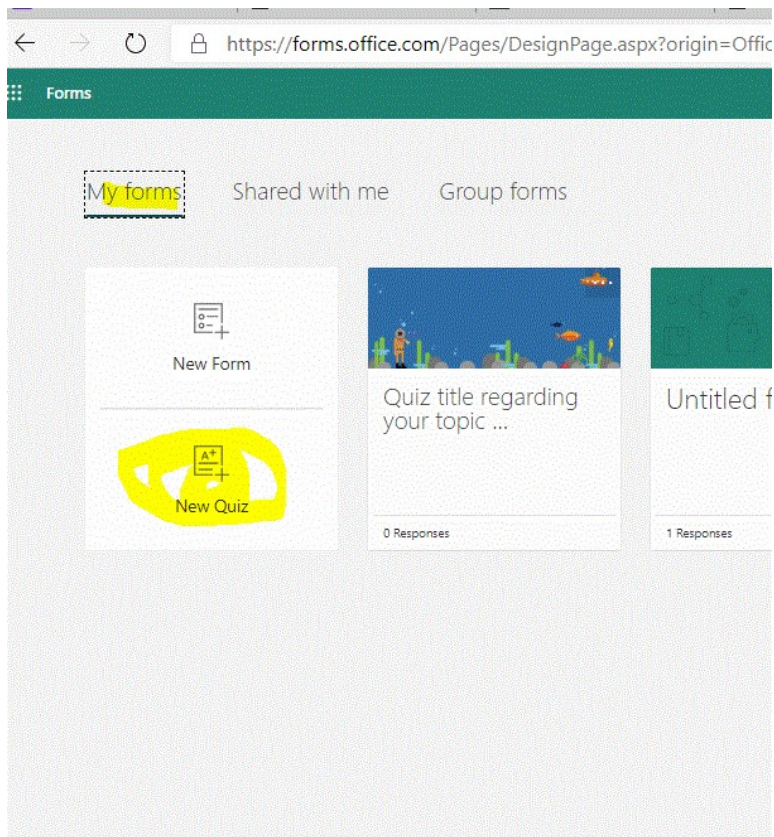 https://forms.office.com/Pages/DesignPage.aspx?origin=Offic
Forms
My forms Shared with me Group forms
New Form
A+
New Quiz
Quiz title regarding
your topic ...
0 Responses
Untitled f
1 Responses